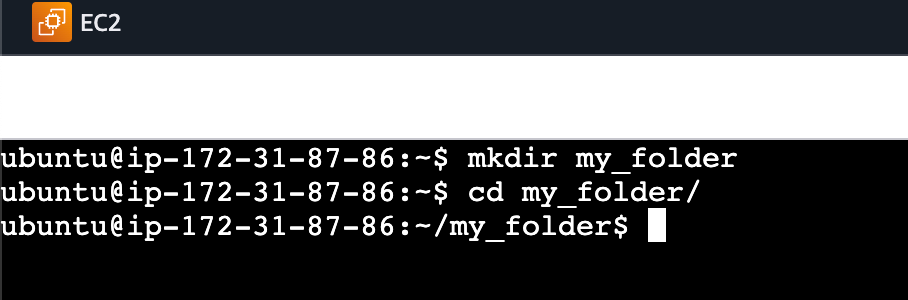 EC2
ubuntu@ip-172-31-87-86:~$ mkdir my_folder
ubuntu@ip-172-31-87-86:~$ cd my_folder/
ubuntu@ip-172-31-87-86:~/my_folder$